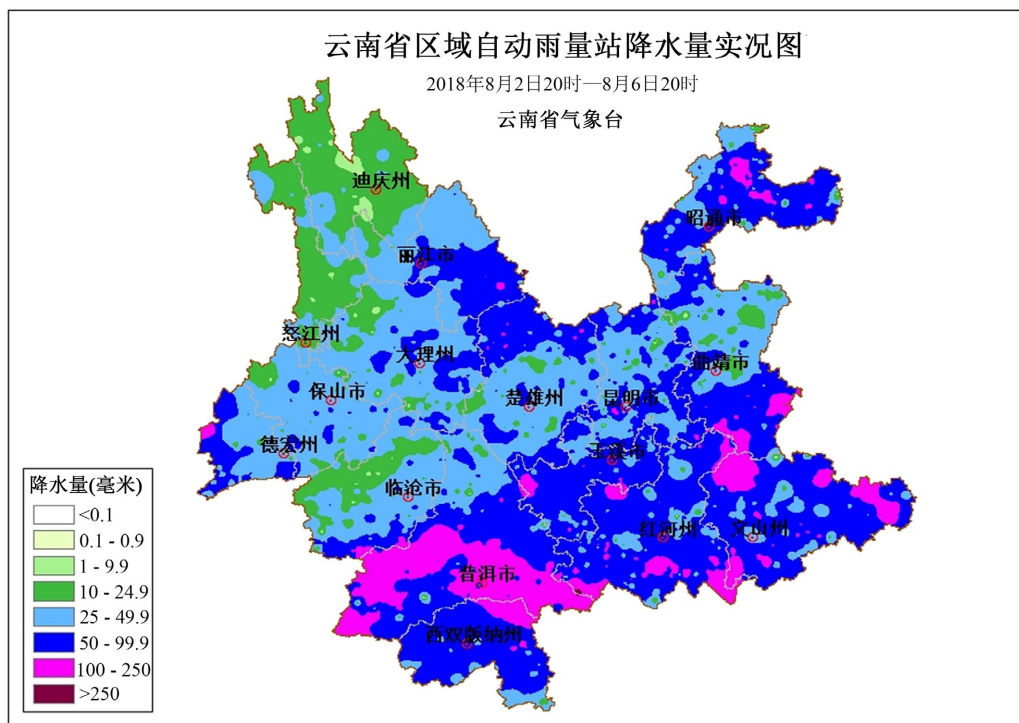 云南省区域自动雨量站降水量实况图
2018年8月2日20时—8月6日20时
云南省气象台
迪庆州
昭通市
丽江市
怒江州
大理州
曲靖市
保山市
楚雄州
昆明市
德宏州
玉溪市
临沧市
红河州
文山州
普洱市
西双版纳州
降水量(毫米)
<0.1
0.1 - 0.9
1 - 9.9
10 - 24.9
25 - 49.9
50 - 99.9
100 - 250
>250